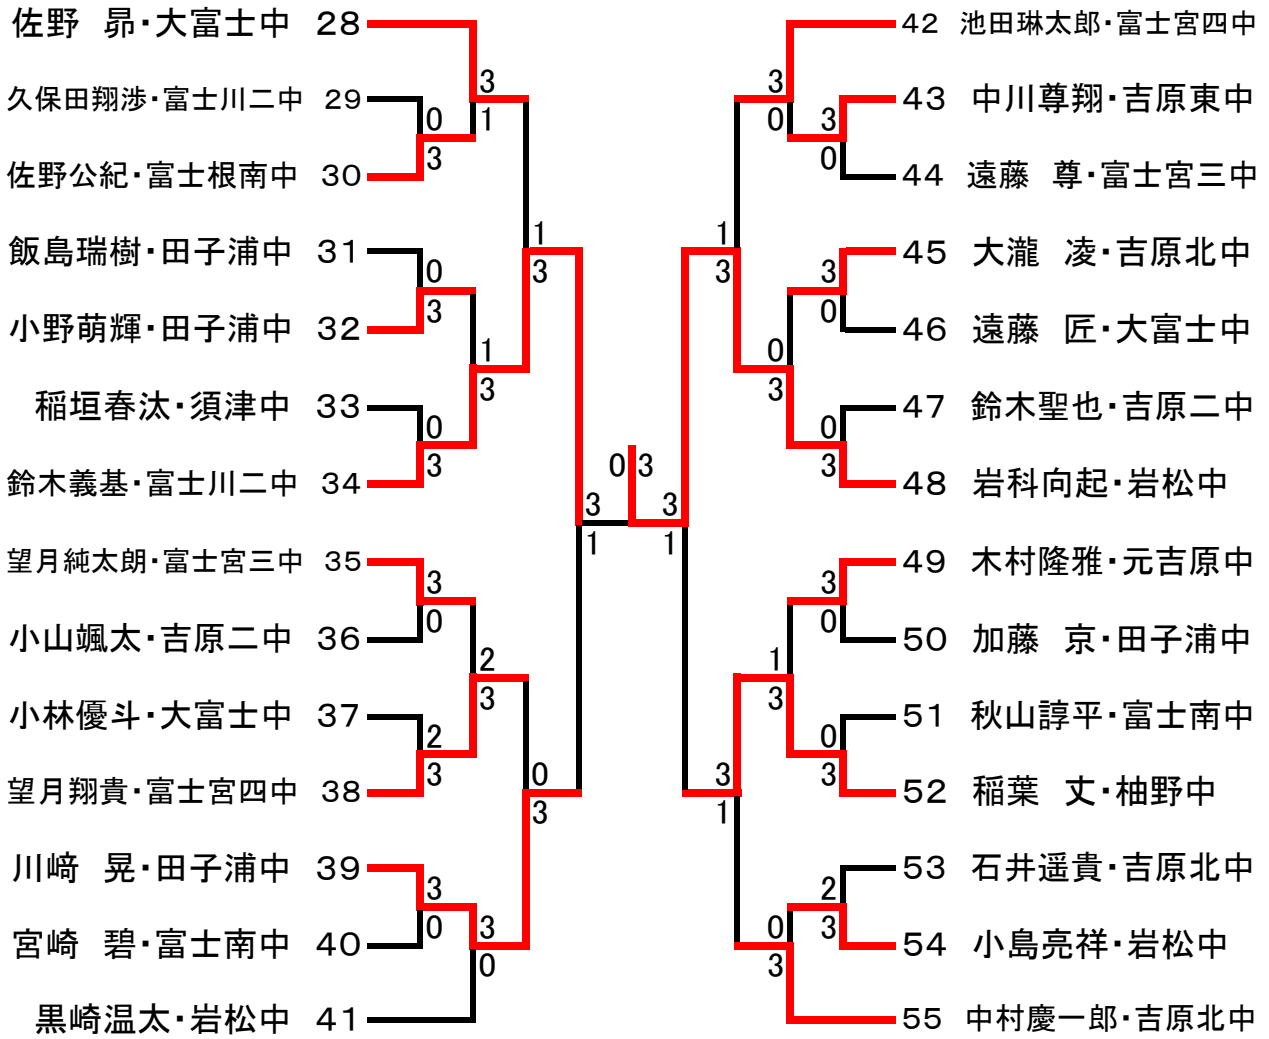 佐野　昴・大富士中 28
久保田翔渉・富士川二中 29
佐野公紀・富士根南中 30
飯島瑞樹・田子浦中 31
小野萌輝・田子浦中 32
稲垣春汰・須津中 33
鈴木義基・富士川二中 34
望月純太朗・富士宮三中 35
小山颯太・吉原二中 36
小林優斗・大富士中 37
望月翔貴・富士宮四中 38
川﨑　晃・田子浦中 39
宮崎　碧・富士南中 40
黒崎温太・岩松中 41
3
1
0
3
1
3
0
3
1
3
0
3
3
0
2
3
2
3
0
3
3
0
3
0
3
1
0 3
3
1
42 池田琳太郎・富士宮四中
43 中川尊翔・吉原東中
44 遠藤　尊・富士宮三中
45 大瀧　凌・吉原北中
46 遠藤　匠・大富士中
47 鈴木聖也・吉原二中
48 岩科向起・岩松中
49 木村隆雅・元吉原中
50 加藤　京・田子浦中
51 秋山諄平・富士南中
52 稲葉　丈・柚野中
53 石井遥貴・吉原北中
54 小島亮祥・岩松中
55 中村慶一郎・吉原北中
3
0
3
0
1
3
3
0
0
3
0
3
3
0
1
3
0
3
3
1
2
3
0
3